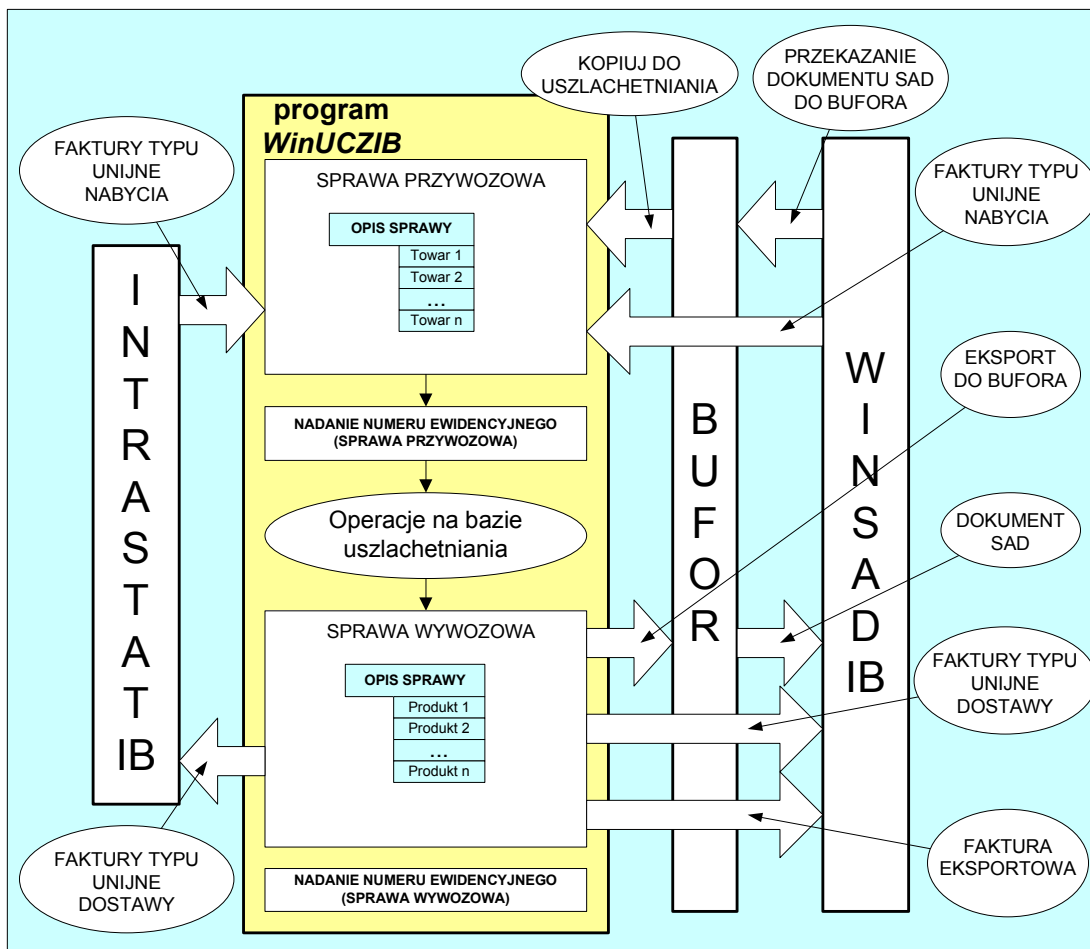 KOPIUJ DO
USZLACHETNIANIA
PRZEKAZANIE
DOKUMENTU SAD
DO BUFORA
program
WinUCZIB
FAKTURY TYPU
UNIJNE
NABYCIA
SPRAWA PRZYWOZOWA
OPIS SPRAWY
Towar 1
Towar 2
...
Towar n
FAKTURY TYPU
UNIJNE
NABYCIA
INTRASTAT
IB
NADANIE NUMERU EWIDENCYJNEGO
(SPRAWA PRZYWOZOWA)
Operacje na bazie
uszlachetniania
BUFOR
WINSAD
IB
EKSPORT
DO BUFORA
DOKUMENT
SAD
SPRAWA WYWOZOWA
OPIS SPRAWY
Produkt 1
Produkt 2
...
Produkt n
FAKTURY TYPU
UNIJNE
DOSTAWY
FAKTURY TYPU
UNIJNE
DOSTAWY
FAKTURA
EKSPORTOWA
NADANIE NUMERU EWIDENCYJNEGO
(SPRAWA WYWOZOWA)